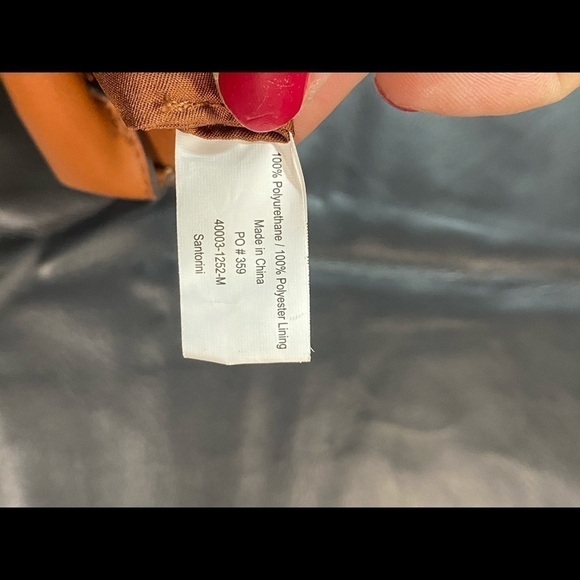 100% Polyurethane / 100% Polyester Lining
Made in China
PO # 359
40003-1252-M
Santorini